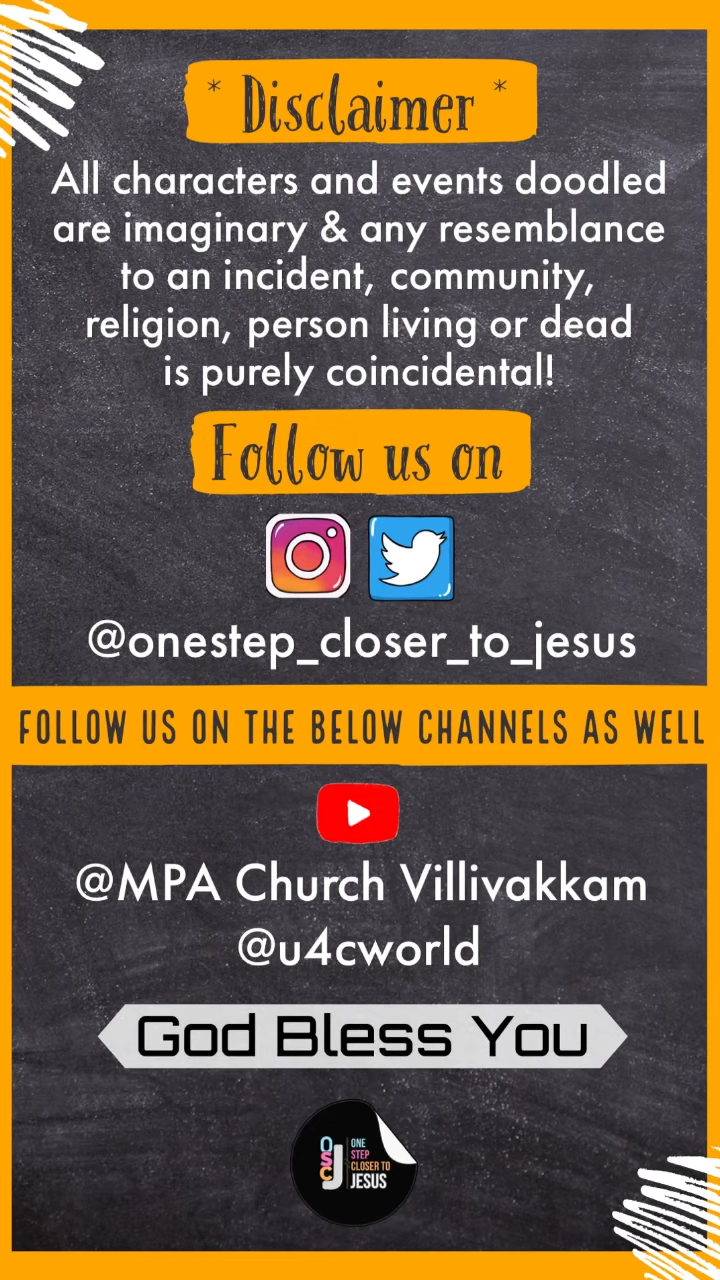 * Disclaimer *
All characters and events doodled
are imaginary & any resemblance
to an incident, community,
religion, person living or dead
is purely coincidental!
Follow us on
@onestep_closer_to_jesus
FOLLOW US ON THE BELOW CHANNELS AS WELL
@MPA Church Villivakkam
@u4cworld
God Bless You
OSCJ
ONE
STEP
CLOSER TO
JESUS